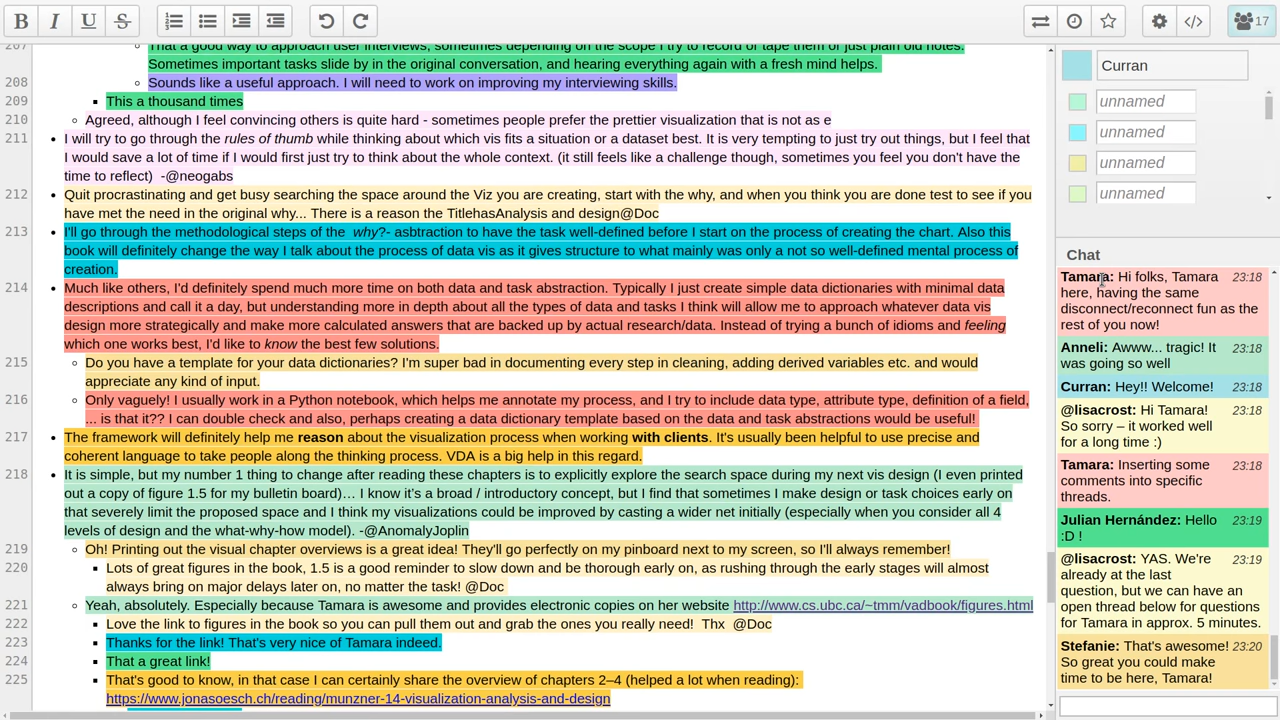 B I U S
17
207
That a good way to approach user interviews, sometimes depending on the scope I try to record or tape them or just plain old notes.
Sometimes important tasks slide by in the original conversation, and hearing everything again with a fresh mind helps.
208 Sounds like a useful approach. I will need to work on improving my interviewing skills.
209 This a thousand times
210 Agreed, although I feel convincing others is quite hard - sometimes people prefer the prettier visualization that is not as e
211 I will try to go through the rules of thumb while thinking about which vis fits a situation or a dataset best. It is very tempting to just try out things, but I feel that
I would save a lot of time if I would first just try to think about the whole context. (it still feels like a challenge though, sometimes you feel you don't have the
time to reflect) -@neogabs
212 Quit procrastinating and get busy searching the space around the Viz you are creating, start with the why, and when you think you are done test to see if you
have met the need in the original why... There is a reason the TitlehasAnalysis and design@Doc
213 I'll go through the methodological steps of the why?- asbtraction to have the task well-defined before I start on the process of creating the chart. Also this
book will definitely change the way I talk about the process of data vis as it gives structure to what mainly was only a not so well-defined mental process of
creation.
214 Much like others, I'd definitely spend much more time on both data and task abstraction. Typically I just create simple data dictionaries with minimal data
descriptions and call it a day, but understanding more in depth about all the types of data and tasks I think will allow me to approach whatever data vis
design more strategically and make more calculated answers that are backed up by actual research/data. Instead of trying a bunch of idioms and feeling
which one works best, I'd like to know the best few solutions.
215 Do you have a template for your data dictionaries? I'm super bad in documenting every step in cleaning, adding derived variables etc. and would
appreciate any kind of input.
216 Only vaguely! I usually work in a Python notebook, which helps me annotate my process, and I try to include data type, attribute type, definition of a field,
... is that it?? I can double check and also, perhaps creating a data dictionary template based on the data and task abstractions would be useful!
217 The framework will definitely help me reason about the visualization process when working with clients. It's usually been helpful to use precise and
coherent language to take people along the thinking process. VDA is a big help in this regard.
218 It is simple, but my number 1 thing to change after reading these chapters is to explicitly explore the search space during my next vis design (I even printed
out a copy of figure 1.5 for my bulletin board)… I know it's a broad / introductory concept, but I find that sometimes I make design or task choices early on
that severely limit the proposed space and I think my visualizations could be improved by casting a wider net initially (especially when you consider all 4
levels of design and the what-why-how model). -@AnomalyJoplin
219 Oh! Printing out the visual chapter overviews is a great idea! They'll go perfectly on my pinboard next to my screen, so I'll always remember!
220 Lots of great figures in the book, 1.5 is a good reminder to slow down and be thorough early on, as rushing through the early stages will almost
always bring on major delays later on, no matter the task! @Doc
221 Yeah, absolutely. Especially because Tamara is awesome and provides electronic copies on her website http://www.cs.ubc.ca/~tmm/vadbook/figures.html
222 Love the link to figures in the book so you can pull them out and grab the ones you really need! Thx @Doc
223 Thanks for the link! That's very nice of Tamara indeed.
224 That a great link!
225 That's good to know, in that case I can certainly share the overview of chapters 2–4 (helped a lot when reading):
https://www.jonasoesch.ch/reading/munzner-14-visualization-analysis-and-design
Curran
unnamed
unnamed
unnamed
unnamed
Chat
Tamara: Hi folks, Tamara 23:18
here, having the same
disconnect/reconnect fun as the
rest of you now!
Anneli: Awww... tragic! It 23:18
was going so well
Curran: Hey!! Welcome! 23:18
@lisacrost: Hi Tamara! 23:18
So sorry – it worked well
for a long time :)
Tamara: Inserting some 23:18
comments into specific
threads.
Julian Hernández: Hello 23:19
:D !
@lisacrost: YAS. We're 23:19
already at the last
question, but we can have an
open thread below for questions
for Tamara in approx. 5 minutes.
Stefanie: That's awesome! 23:20
So great you could make
time to be here, Tamara!